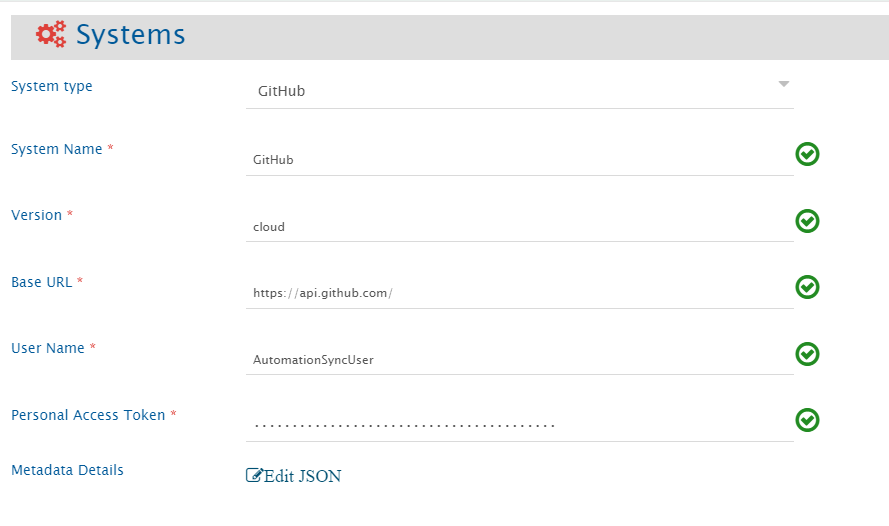 Systems
System type
GitHub
System Name *
GitHub
Version *
cloud
Base URL *
https://api.github.com/
User Name *
AutomationSyncUser
Personal Access Token *
........................................
Metadata Details
Edit JSON